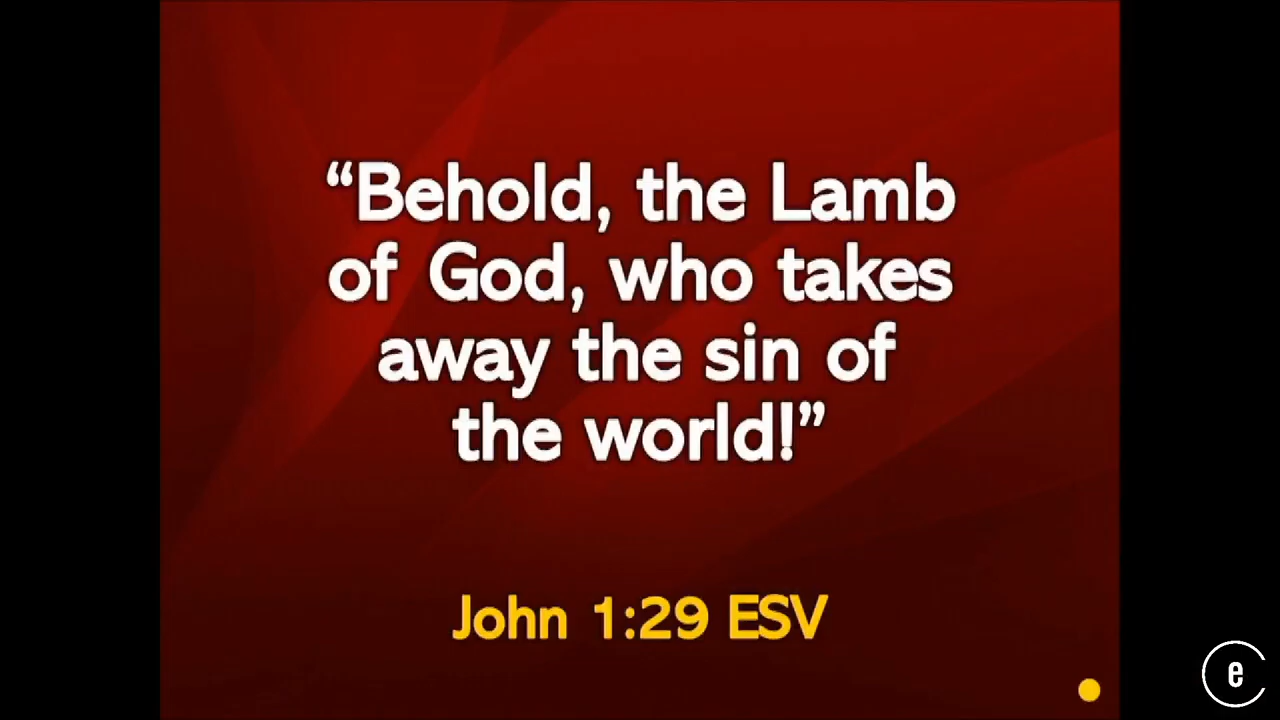 “Behold, the Lamb
of God, who takes
away the sin of
the world!”
John 1:29 ESV
e